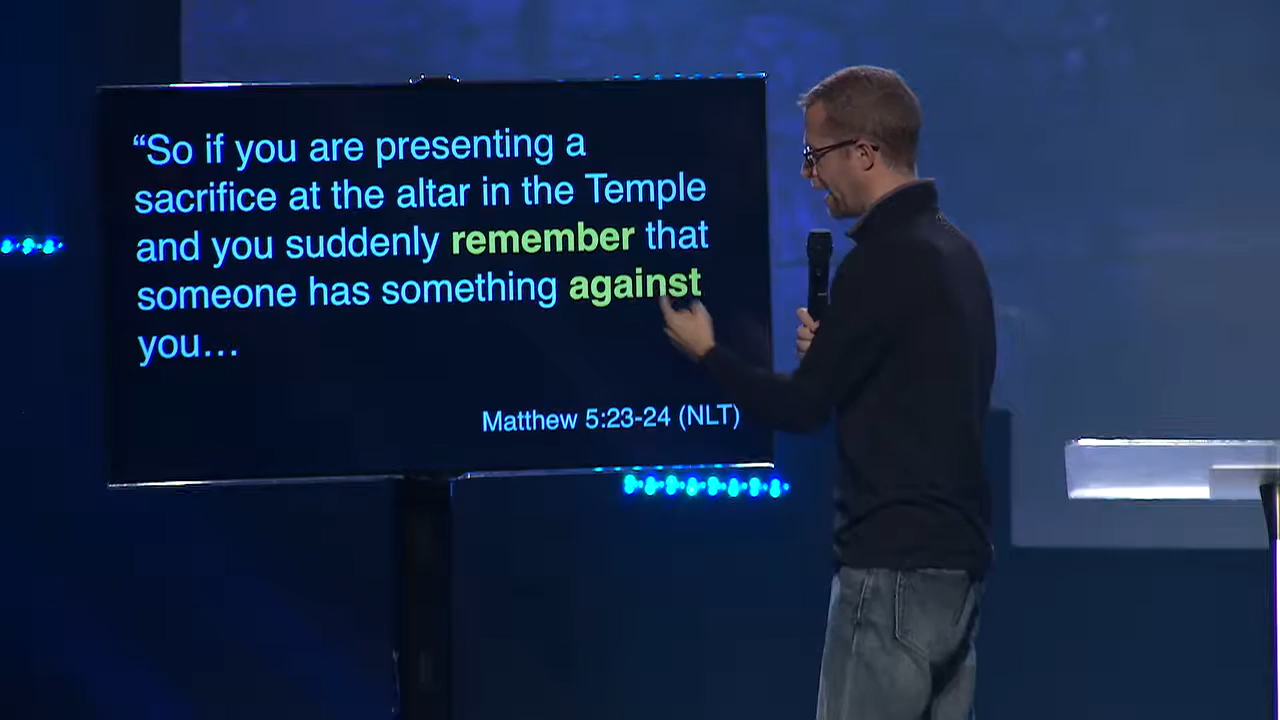 “So if you are presenting a
sacrifice at the altar in the Temple
and you suddenly remember that
someone has something against
you…
Matthew 5:23-24 (NLT)